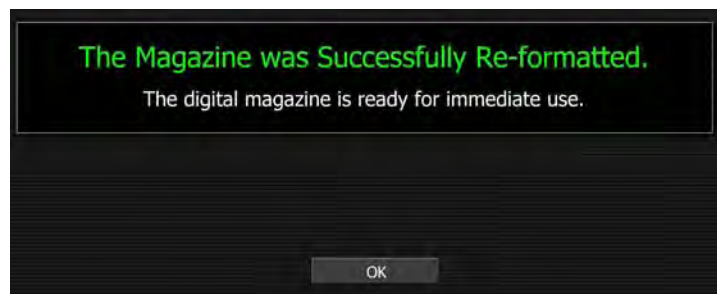 The Magazine was Successfully Re-formatted.
The digital magazine is ready for immediate use.
OK